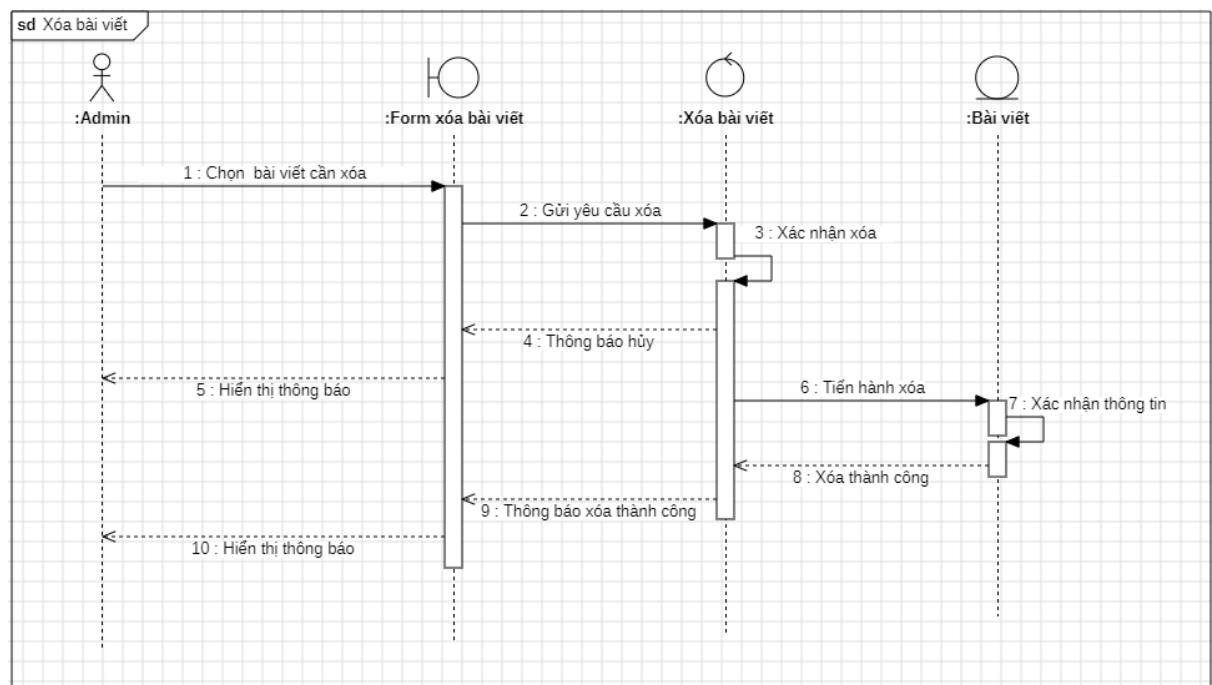 sd Xóa bài viết
:Admin
:Form xóa bài viết
:Xóa bài viết
:Bài viết
1 : Chọn bài viết cần xóa
2 : Gửi yêu cầu xóa
3 : Xác nhận xóa
4 : Thông báo hủy
5 : Hiển thị thông báo
6 : Tiến hành xóa
7 : Xác nhận thông tin
8 : Xóa thành công
9 : Thông báo xóa thành công
10 : Hiển thị thông báo